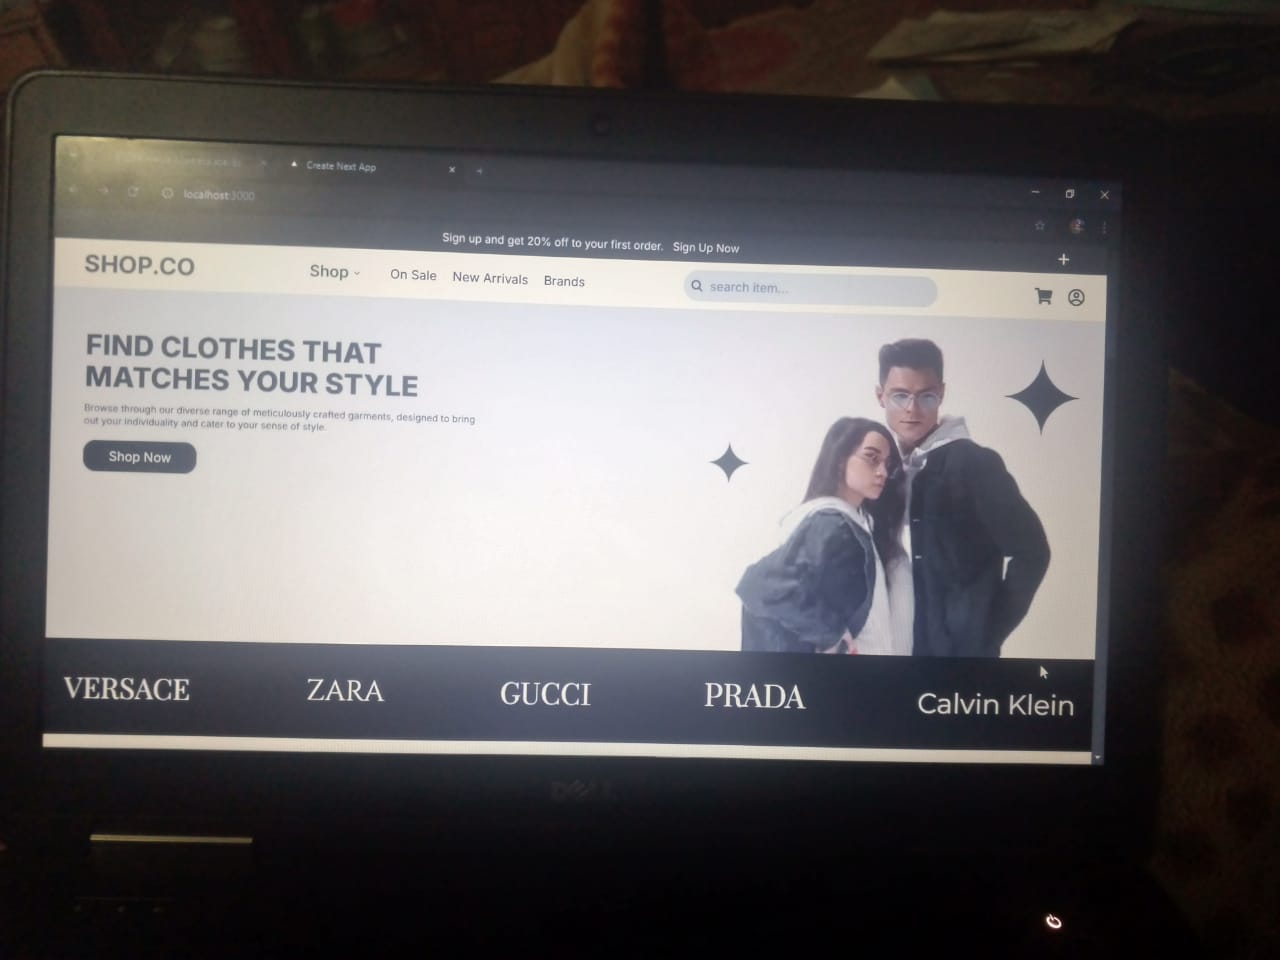 Create Next App
localhost:3000
Sign up and get 20% off to your first order. Sign Up Now
SHOP.CO
Shop
On Sale
New Arrivals
Brands
search item...
FIND CLOTHES THAT
MATCHES YOUR STYLE
Browse through our diverse range of meticulously crafted garments, designed to bring
out your individuality and cater to your sense of style.
Shop Now
VERSACE
ZARA
GUCCI
PRADA
Calvin Klein
DELL